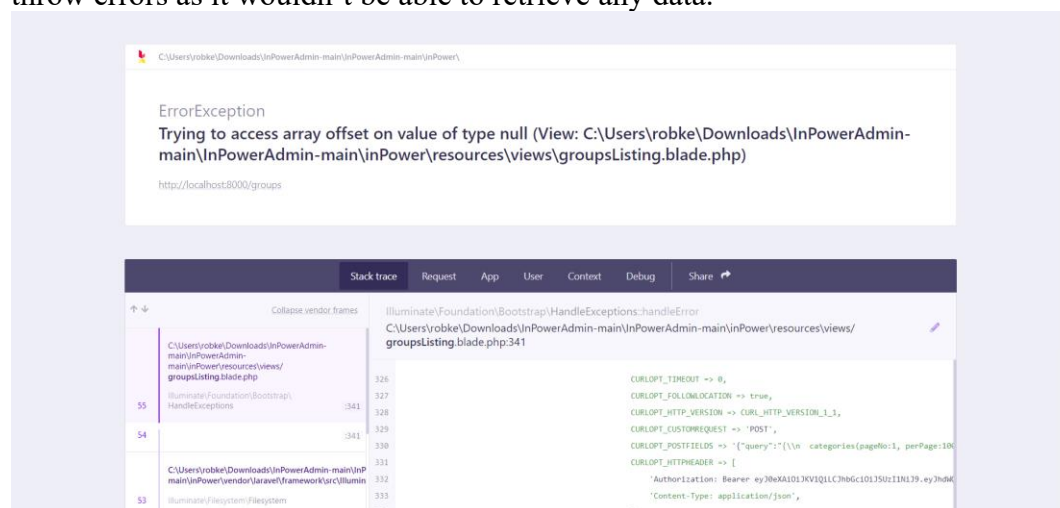 throw errors as it wouldn't be able to retrieve any data.
C:\Users\robke\Downloads\InPowerAdmin-main\InPowerAdmin-main\inPower\
ErrorException
Trying to access array offset on value of type null (View: C:\Users\robke\Downloads\InPowerAdmin-
main\InPowerAdmin-main\inPower\resources\views\groupsListing.blade.php)
http://localhost:8000/groups
Stack trace Request App User Context Debug Share
Collapse vendor frames
Illuminate\Foundation\Bootstrap\HandleExceptions::handleError
C:\Users\robke\Downloads\InPowerAdmin-main\InPowerAdmin-main\inPower\resources\views/
groupsListing.blade.php:341
C:\Users\robke\Downloads\InPowerAdmin-
main\InPowerAdmin-
main\inPower\resources\views/
groupsListing.blade.php
Illuminate\Foundation\Bootstrap\
55 HandleExceptions :341
54 :341
C:\Users\robke\Downloads\InPowerAdmin-main\InP
main\inPower\vendor\laravel\framework\src\Illumin
53 Illuminate\Filesystem\Filesystem
326 CURLOPT_TIMEOUT => 0,
327 CURLOPT_FOLLOWLOCATION => true,
328 CURLOPT_HTTP_VERSION => CURL_HTTP_VERSION_1_1,
329 CURLOPT_CUSTOMREQUEST => 'POST',
330 CURLOPT_POSTFIELDS => '{"query":"{\\n categories(pageNo:1, perPage:100
331 CURLOPT_HTTPHEADER => [
332 'Authorization: Bearer
333 'Content-Type: application/json',